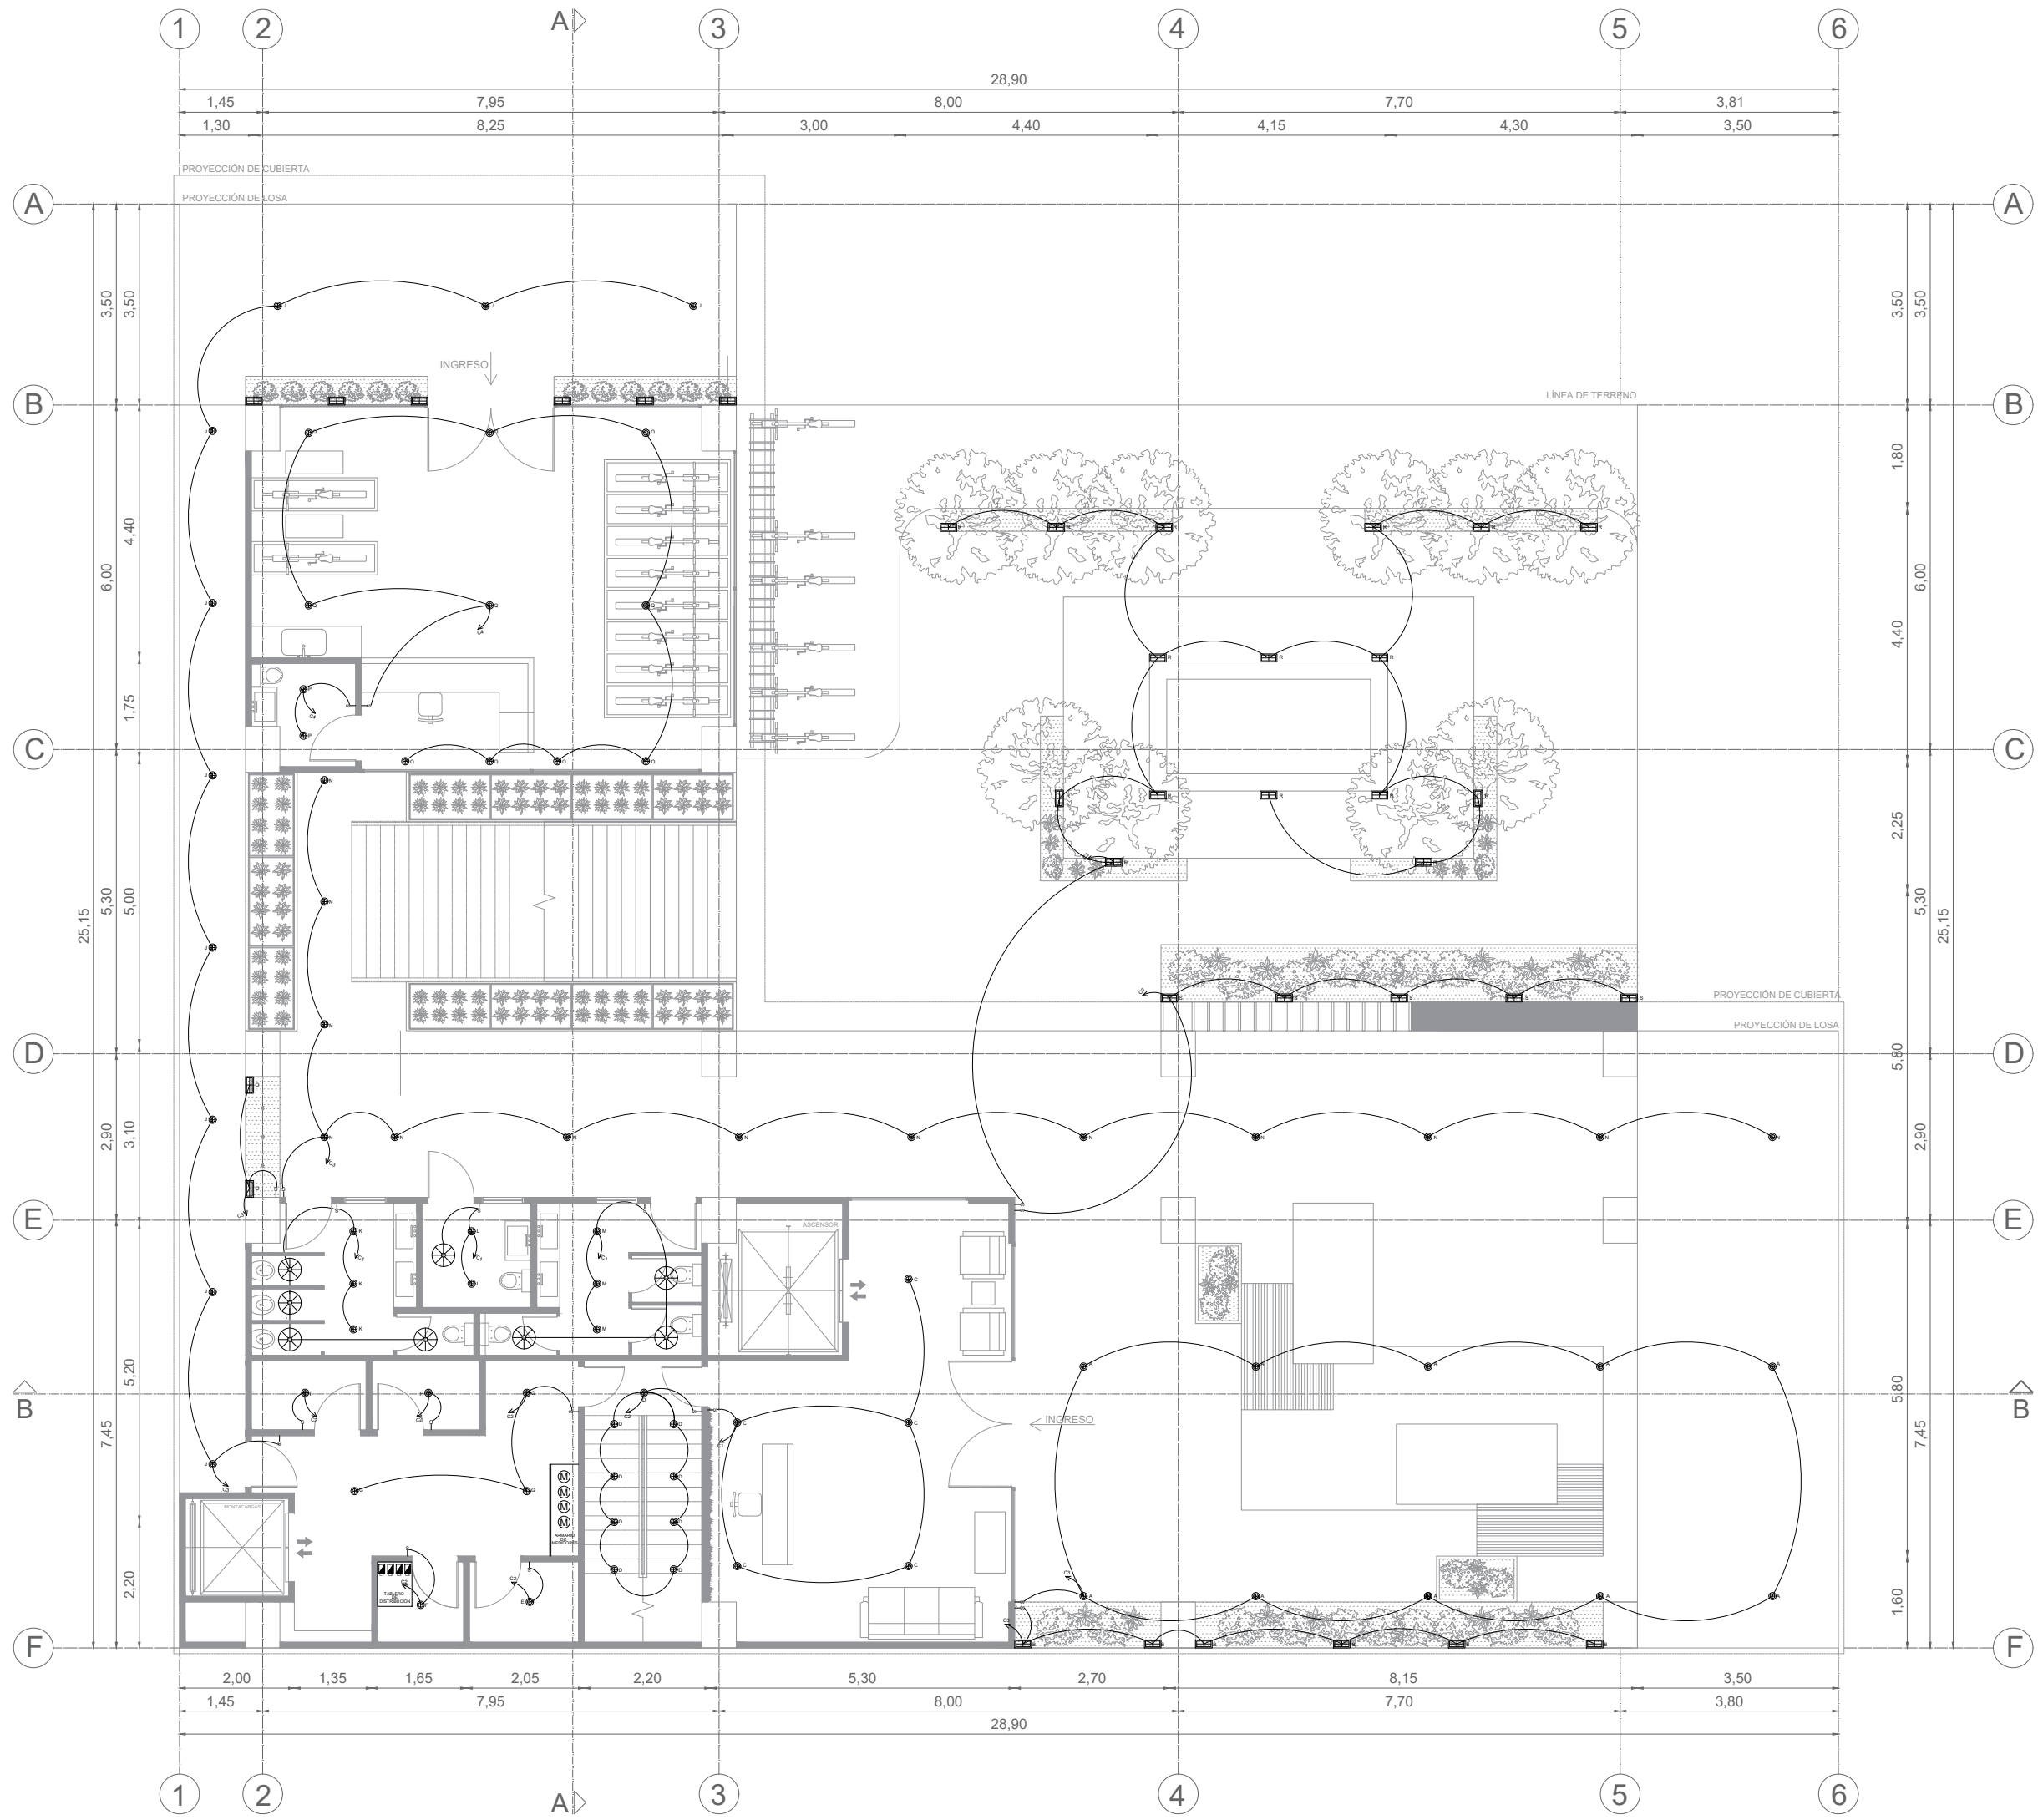 1 2 A 3 4 5 6
28,90
1,45 7,95 8,00 7,70 3,81
1,30 8,25 3,00 4,40 4,15 4,30 3,50
PROYECCIÓN DE CUBIERTA
PROYECCIÓN DE LOSA
A A
3,50 3,50 3,50 3,50
J J J
INGRESO
LÍNEA DE TERRENO
B B
J Q Q Q
1,80
4,40
R R R R R R
6,00 6,00
J Q Q Q
C4
4,40
R R R
1,75
C C
Q Q Q Q
J N
R R R R R
2,25
R R
N
5,30 5,00 5,30
25,15 25,15
J
S S S S S
PROYECCIÓN DE CUBIERTA
N
PROYECCIÓN DE LOSA
D D
5,80
O
J
2,90 3,10 2,90
N N N N N N N N N N
C3
O
E E
ASCENSOR
K L M
K L M
C
J
K M
5,20
A A A A A
B B
5,80
7,45 7,45
C2 C2
D D
C
C1
C
INGRESO
J
G G
D D
M
M
M
M
D D
MONTACARGAS
ARMARIO
DE
MEDIDORES
D D
C C
2,20
TABLERO
DE
DISTRIBUCIÓN
C2
E
C3
A A A A A
1,60
F F
2,00 1,35 1,65 2,05 2,20 5,30 2,70 8,15 3,50
1,45 7,95 8,00 7,70 3,80
28,90
1 2 A 3 4 5 6